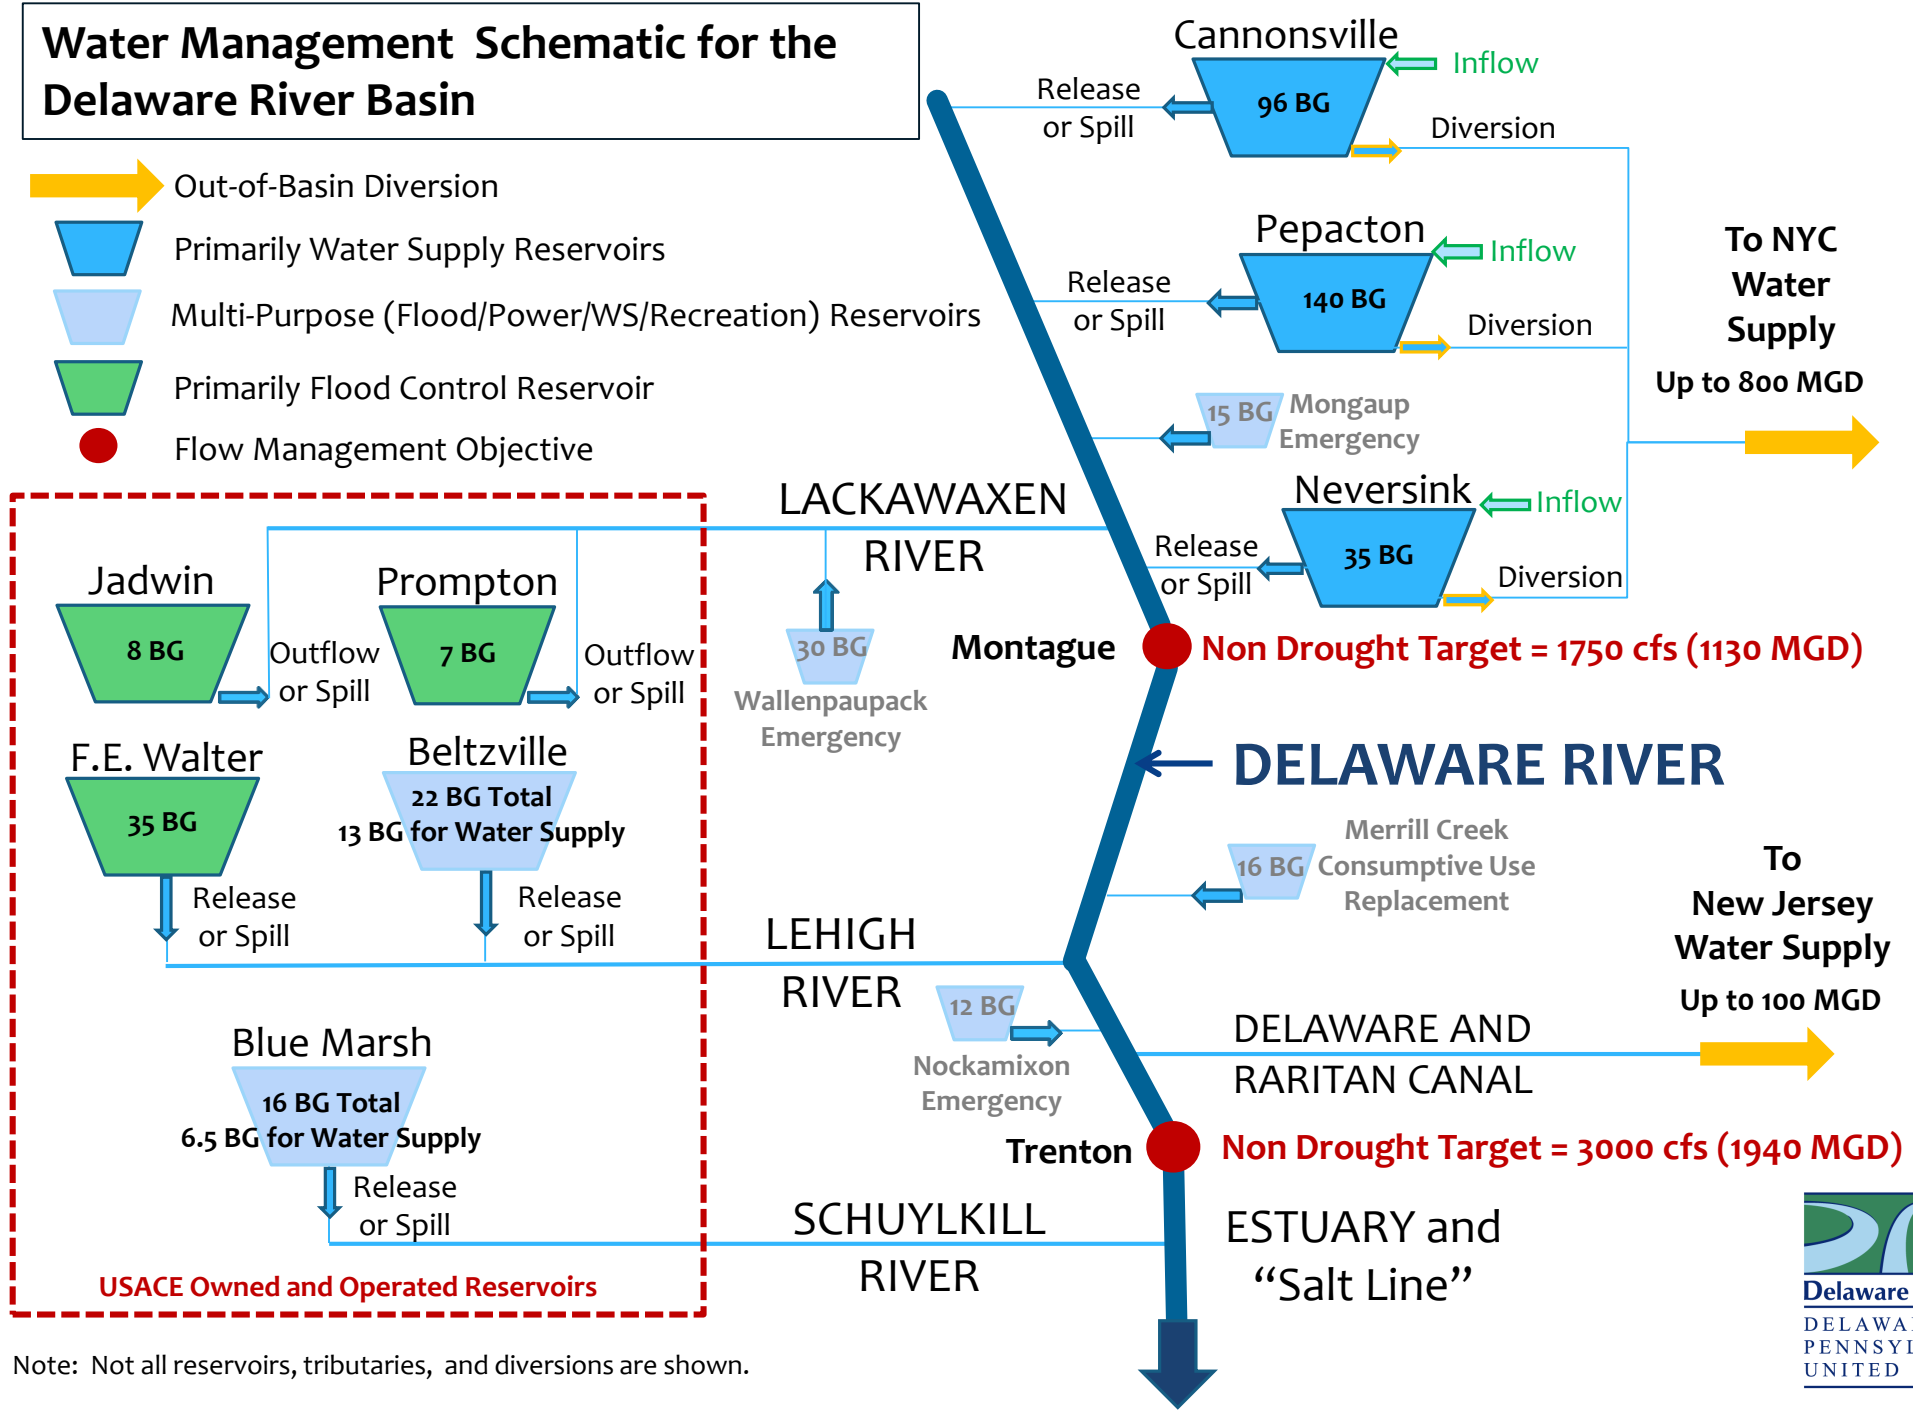 Water Management  Schematic for the
Delaware River Basin
Out-of-Basin Diversion
Primarily Water Supply Reservoirs
Multi-Purpose (Flood/Power/WS/Recreation) Reservoirs
Primarily Flood Control Reservoir
Flow Management Objective
Cannonsville
Inflow
Release
or Spill
96 BG
Diversion
Pepacton
Inflow
Release
or Spill
140 BG
Diversion
To NYC
Water
Supply
Up to 800 MGD
15 BG
Mongaup
Emergency
Neversink
Inflow
Release
or Spill
35 BG
Diversion
LACKAWAXEN
RIVER
Jadwin
8 BG
Outflow
or Spill
Prompton
7 BG
Outflow
or Spill
30 BG
Wallenpaupack
Emergency
Montague
Non Drought Target = 1750 cfs (1130 MGD)
F.E. Walter
35 BG
Release
or Spill
Beltzville
22 BG Total
13 BG for Water Supply
Release
or Spill
DELAWARE RIVER
16 BG
Merrill Creek
Consumptive Use
Replacement
To
New Jersey
Water Supply
Up to 100 MGD
LEHIGH
RIVER
12 BG
Nockamixon
Emergency
DELAWARE AND
RARITAN CANAL
Blue Marsh
16 BG Total
6.5 BG for Water Supply
Release
or Spill
Trenton
Non Drought Target = 3000 cfs (1940 MGD)
SCHUYLKILL
RIVER
ESTUARY and
“Salt Line”
USACE Owned and Operated Reservoirs
Note:  Not all reservoirs, tributaries,  and diversions are shown.
Delaware
UNITED